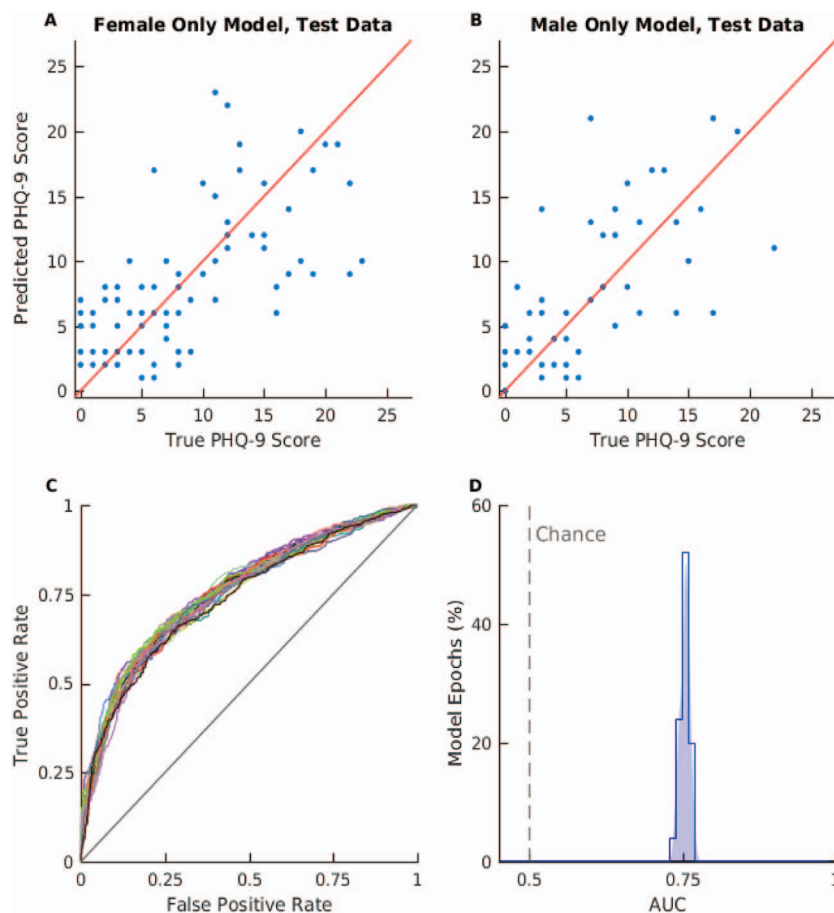 A Female Only Model, Test Data
B Male Only Model, Test Data
Predicted PHQ-9 Score
25
20
15
10
5
0
0 5 10 15 20 25
True PHQ-9 Score
25
20
15
10
5
0
0 5 10 15 20 25
True PHQ-9 Score
C
True Positive Rate
1
0.75
0.5
0.25
0
0 0.25 0.5 0.75 1
False Positive Rate
D
Model Epochs (%)
60
40
20
0
Chance
0.5 0.75 1
AUC